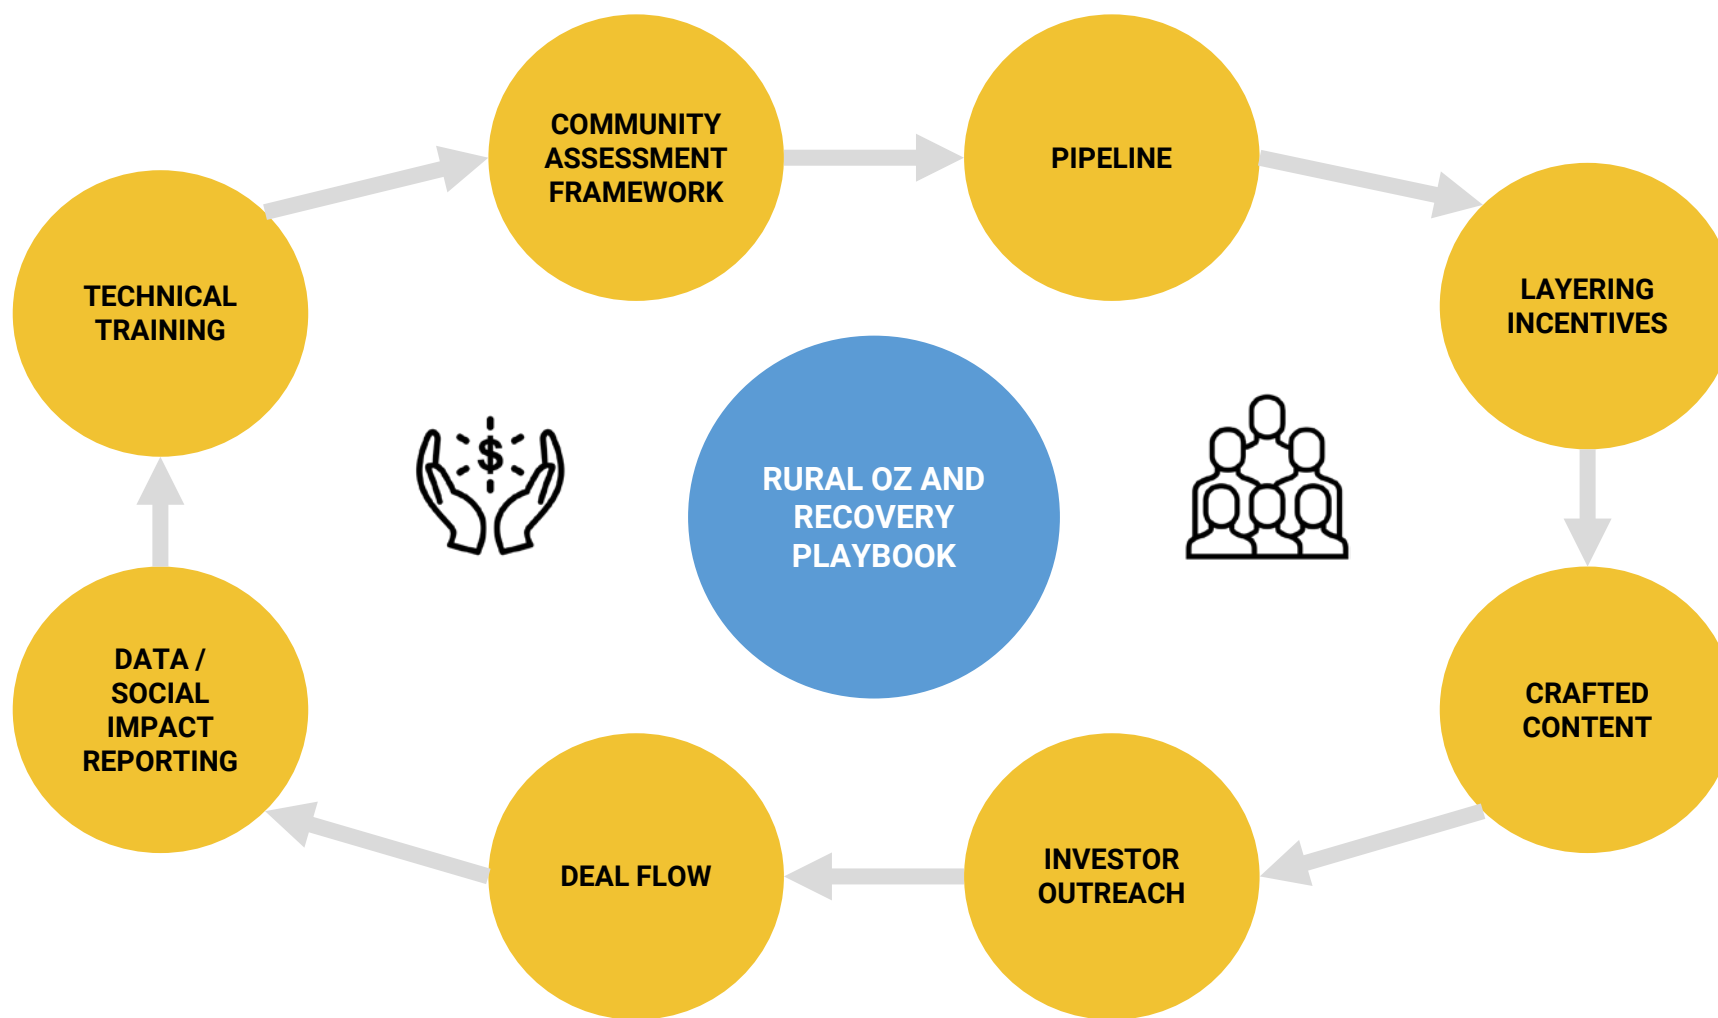 COMMUNITY
ASSESSMENT
FRAMEWORK
PIPELINE
TECHNICAL
TRAINING
LAYERING
INCENTIVES
$
RURAL OZ AND
RECOVERY
PLAYBOOK
DATA /
SOCIAL
IMPACT
REPORTING
CRAFTED
CONTENT
DEAL FLOW
INVESTOR
OUTREACH